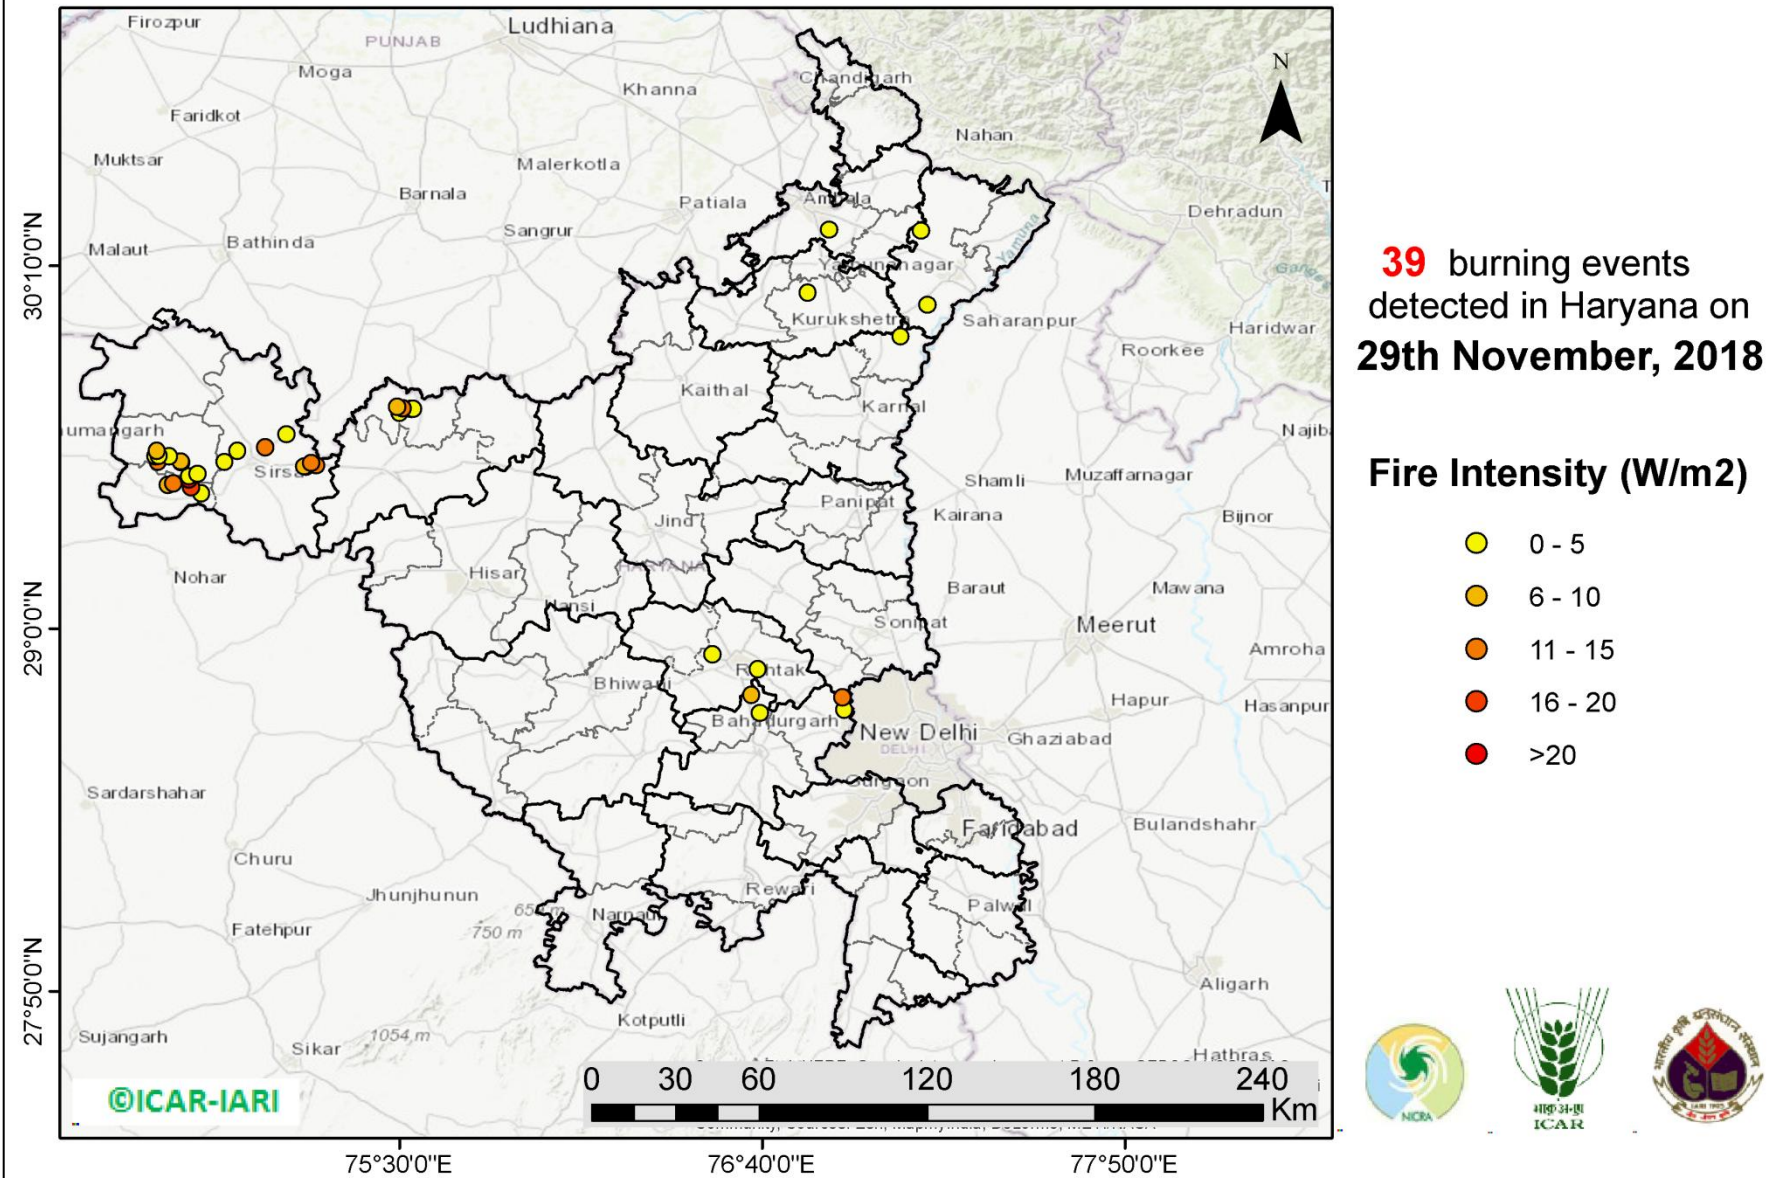 Firozpur
Ludhiana
PUNJAB
Moga
Chandigarh
Khanna
Faridkot
Nahan
Muktsar
Malerkotla
Barnala
Patiala
Ambala
Dehradun
Sangrur
Bathinda
Malaut
Yamuna
Yamunanagar
Kurukshetra
Saharanpur
Haridwar
Roorkee
Kaithal
Karnal
umangarh
Najib
Sirsa
Muzaffarnagar
Shamli
Panipat
Kairana
Bijnor
Jind
Nohar
Hisar
HARYANA
Baraut
Mawana
Hansi
Sonipat
Meerut
Amroha
Rohtak
Bhiwani
Hapur
Hasanpur
Bahadurgarh
New Delhi
DELHI
Ghaziabad
Gurgaon
Sardarshahar
Faridabad
Bulandshahr
Churu
Jhunjhunun
Rewari
Narnaul
Palwal
Fatehpur
750 m
Aligarh
Kotputli
Sujangarh
1054 m
Sikar
Hathras
N
30°10'0"N
29°0'0"N
27°50'0"N
75°30'0"E
76°40'0"E
77°50'0"E
©ICAR-IARI
0 30 60 120 180 240
Km
39 burning events
detected in Haryana on
29th November, 2018
Fire Intensity (W/m2)
0 - 5
6 - 10
11 - 15
16 - 20
>20
NICRA
भाकृअनुप
ICAR